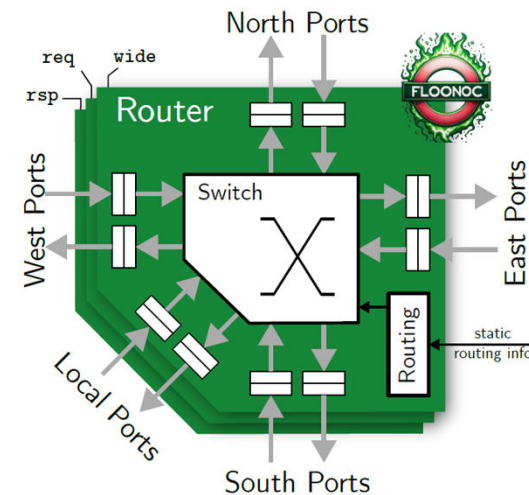 North Ports
req
wide
rsp
Router
FLOONOC
Switch
West Ports
East Ports
Routing
static
routing info
Local Ports
South Ports